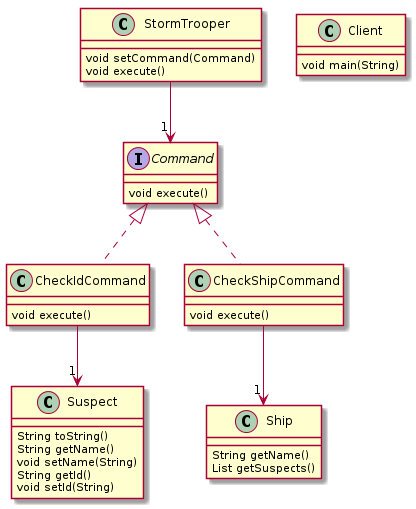 C StormTrooper
void setCommand(Command)
void execute()
C Client
void main(String)
1
I Command
void execute()
C CheckIdCommand
void execute()
C CheckShipCommand
void execute()
1
C Suspect
String toString()
String getName()
void setName(String)
String getId()
void setId(String)
1
C Ship
String getName()
List getSuspects()